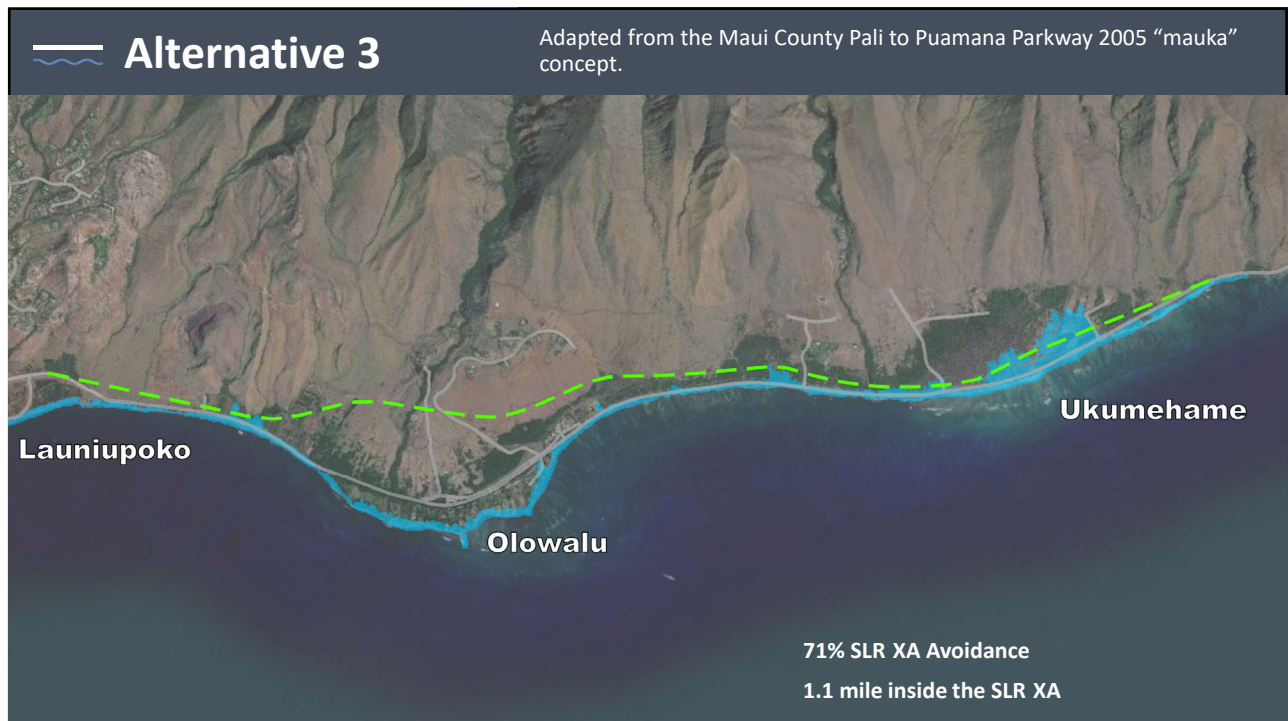 Alternative 3
Adapted from the Maui County Pali to Puamana Parkway 2005 “mauka”
concept.
Launiupoko
Olowalu
Ukumehame
71% SLR XA Avoidance
1.1 mile inside the SLR XA